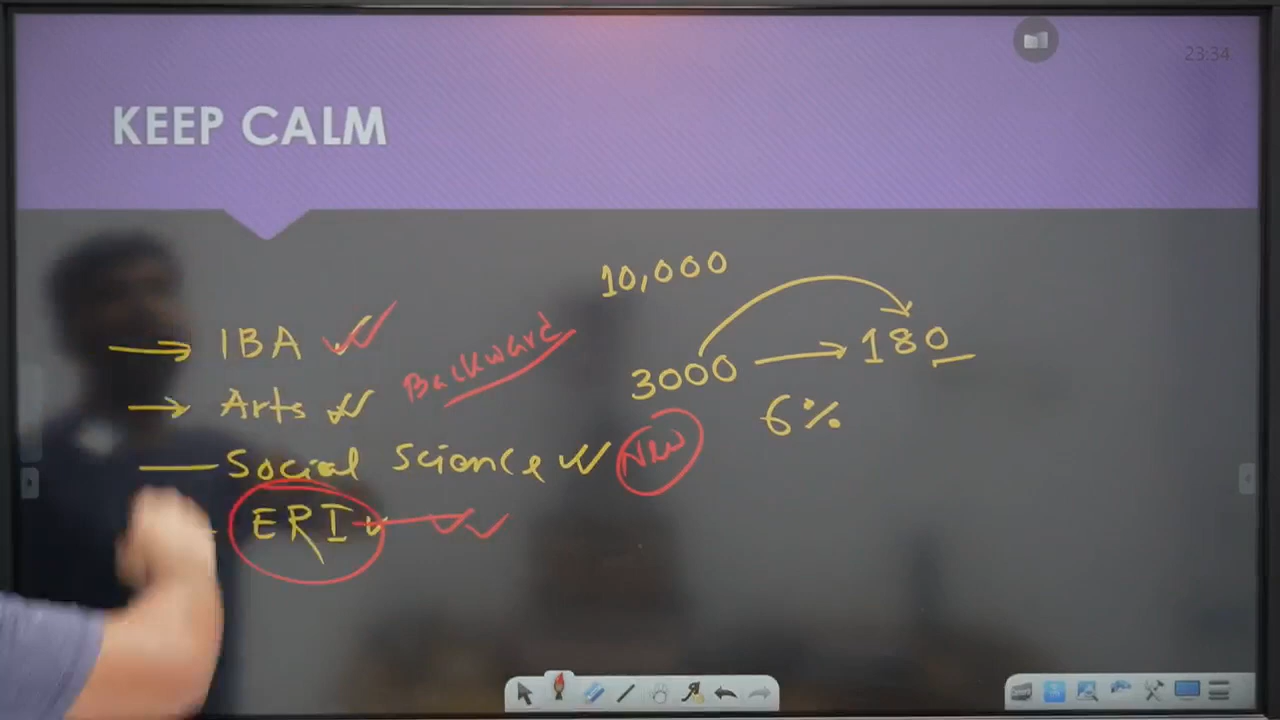 23:34
KEEP CALM
10,000
IBA
Backward
3000
180
6%
Arts
Social Science
New
ERI